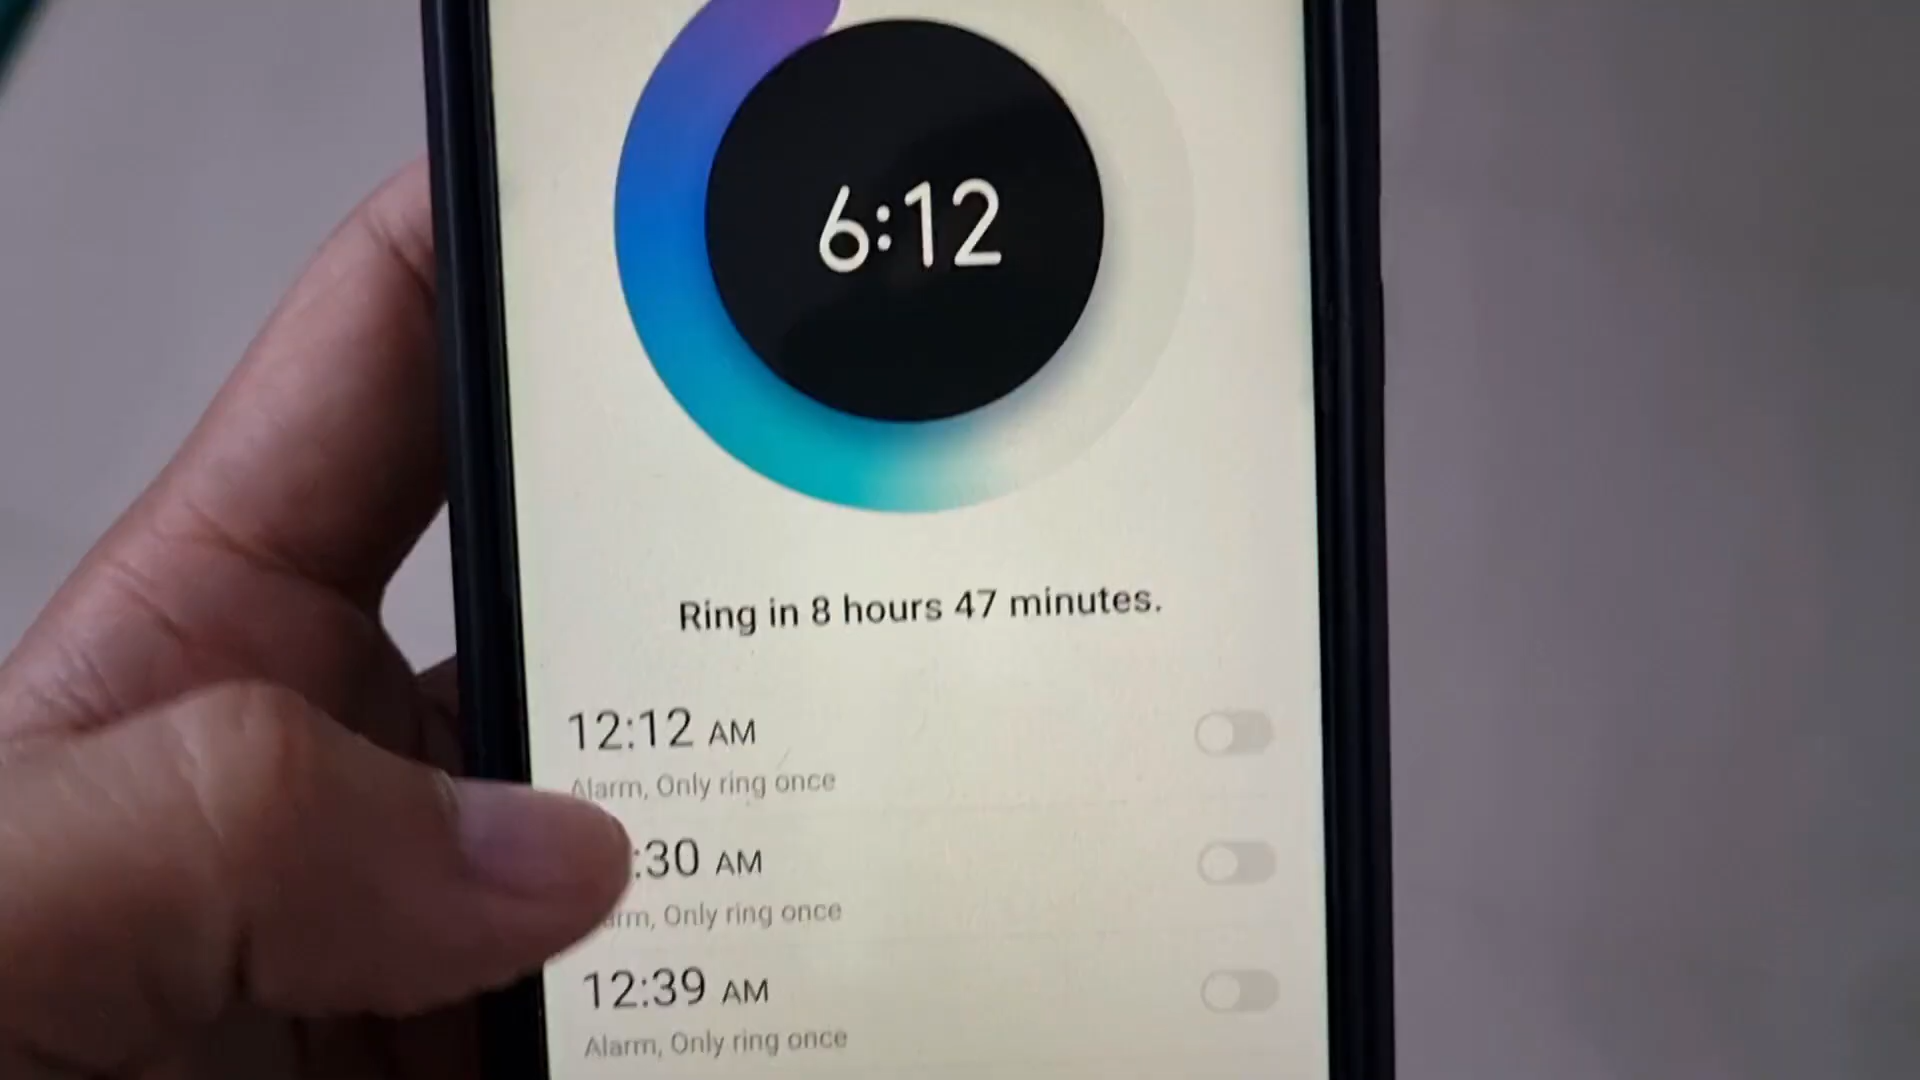 6:12
Ring in 8 hours 47 minutes.
12:12 AM
Alarm, Only ring once
:30 AM
Only ring once
12:39 AM
Alarm, Only ring once